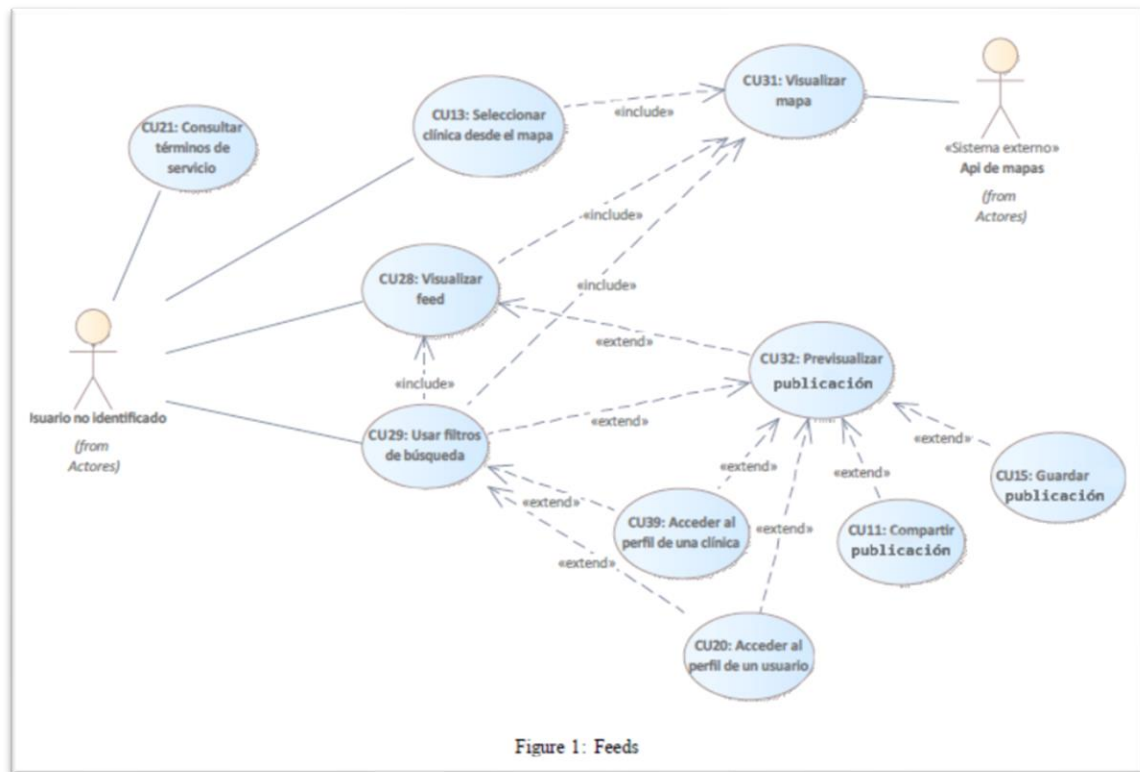 CU31: Visualizar
mapa
CU13: Seleccionar
clínica desde el mapa
«include»
CU21: Consultar
términos de
servicio
«Sistema externo»
Api de mapas
(from
Actores)
«include»
CU28: Visualizar
feed
«include»
«extend»
CU32: Previsualizar
publicación
«include»
Isuario no identificado
(from
Actores)
CU29: Usar filtros
de búsqueda
«extend»
«extend»
«extend»
«extend»
CU15: Guardar
publicación
«extend»
CU39: Acceder al
perfil de una clínica
«extend»
CU11: Compartir
publicación
«extend»
CU20: Acceder al
perfil de un usuario
Figure 1: Feeds